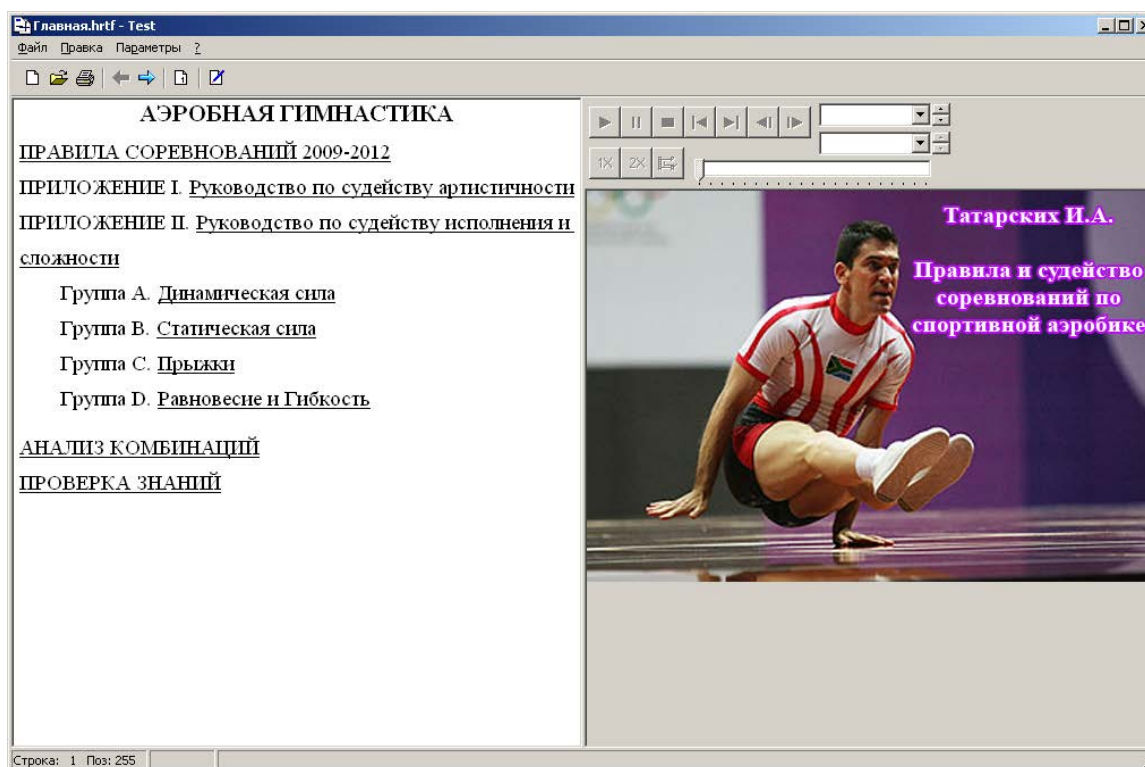 Главная.hrtf - Test
Файл Правка Параметры ?
АЭРОБНАЯ ГИМНАСТИКА
ПРАВИЛА СОРЕВНОВАНИЙ 2009-2012
ПРИЛОЖЕНИЕ I. Руководство по судейству артистичности
ПРИЛОЖЕНИЕ II. Руководство по судейству исполнения и
сложности
Группа A. Динамическая сила
Группа B. Статическая сила
Группа C. Прыжки
Группа D. Равновесие и Гибкость
АНАЛИЗ КОМБИНАЦИЙ
ПРОВЕРКА ЗНАНИЙ
1X 2X
Татарских И.А.
Правила и судейство
соревнований по
спортивной аэробике
Строка: 1 Поз: 255